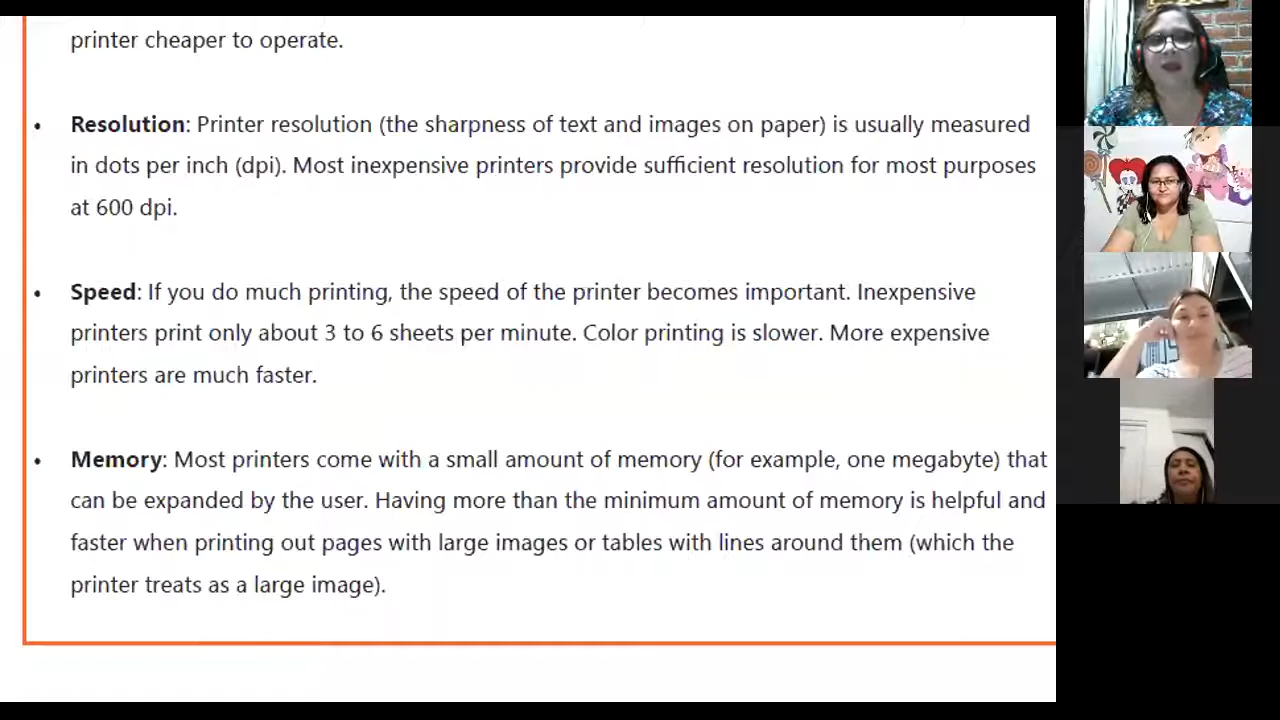 printer cheaper to operate.
• Resolution: Printer resolution (the sharpness of text and images on paper) is usually measured
in dots per inch (dpi). Most inexpensive printers provide sufficient resolution for most purposes
at 600 dpi.
• Speed: If you do much printing, the speed of the printer becomes important. Inexpensive
printers print only about 3 to 6 sheets per minute. Color printing is slower. More expensive
printers are much faster.
• Memory: Most printers come with a small amount of memory (for example, one megabyte) that
can be expanded by the user. Having more than the minimum amount of memory is helpful and
faster when printing out pages with large images or tables with lines around them (which the
printer treats as a large image).